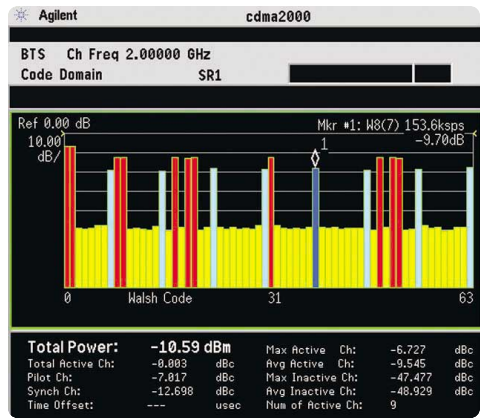 Agilent cdma2000
BTS Ch Freq 2.00000 GHz
Code Domain SR1
Ref 0.00 dB Mkr #1: W8(7) 153.6ksps
10.00 1 -9.70dB
dB/
0 Walsh Code 31 63
Total Power: -10.59 dBm
Total Active Ch: -0.003 dBc
Pilot Ch: -7.017 dBc
Synch Ch: -12.698 dBc
Time Offset: --- usec
Max Active Ch: -6.727 dBc
Avg Active Ch: -9.545 dBc
Max Inactive Ch: -47.477 dBc
Avg Inactive Ch: -48.929 dBc
Num of Active Ch: 9